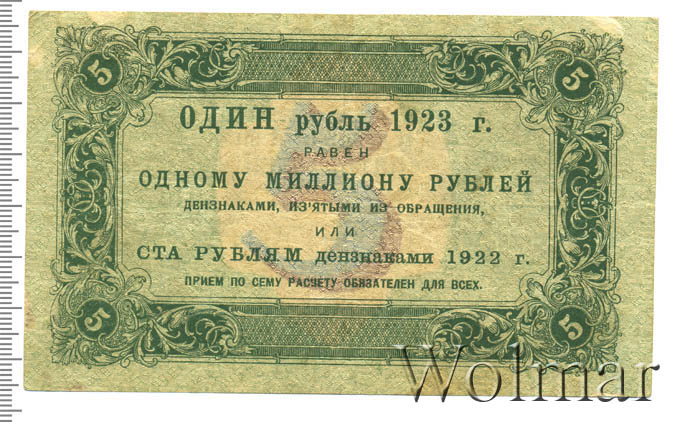 5 5
ОДИН рубль 1923 г.
РАВЕН
ОДНОМУ МИЛЛИОНУ РУБЛЕЙ
ДЕНЗНАКАМИ, ИЗ'ЯТЫМИ ИЗ ОБРАЩЕНИЯ,
ИЛИ
СТА РУБЛЯМ дензнаками 1922 г.
ПРИЕМ ПО СЕМУ РАСЧЕТУ ОБЯЗАТЕЛЕН ДЛЯ ВСЕХ.
5
5 5
Wolmar